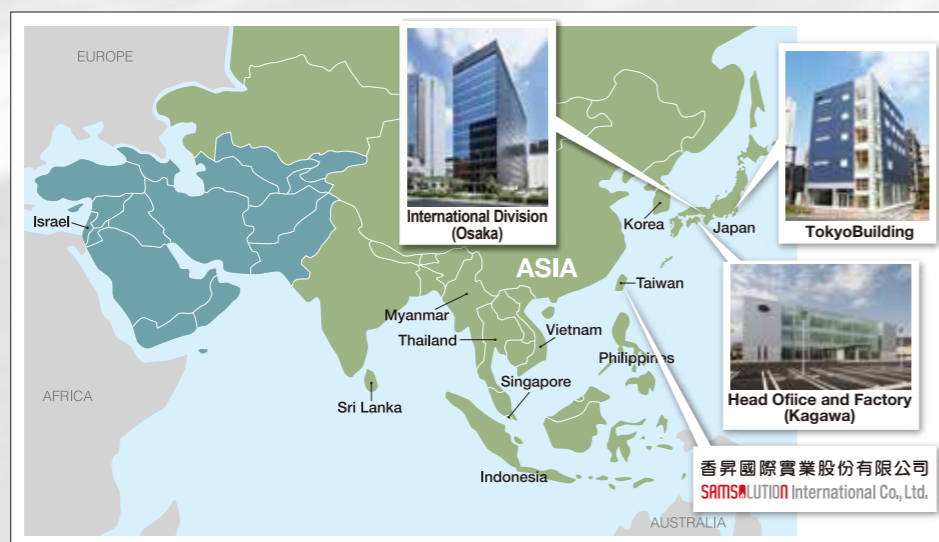 EUROPE
International Division
(Osaka)
TokyoBuilding
Israel
Korea
Japan
ASIA
Taiwan
Myanmar
Thailand
Vietnam
Philippines
Head Ofiice and Factory
(Kagawa)
Singapore
AFRICA
Sri Lanka
Indonesia
香昇國際實業股份有限公司
SAMSOLUTION International Co., Ltd.
AUSTRALIA